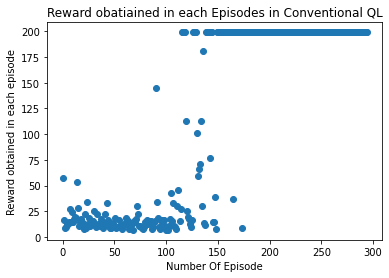 Reward obatiained in each Episodes in Conventional QL
Reward obtained in each episode
200
175
150
125
100
75
50
25
0
0 50 100 150 200 250 300
Number Of Episode